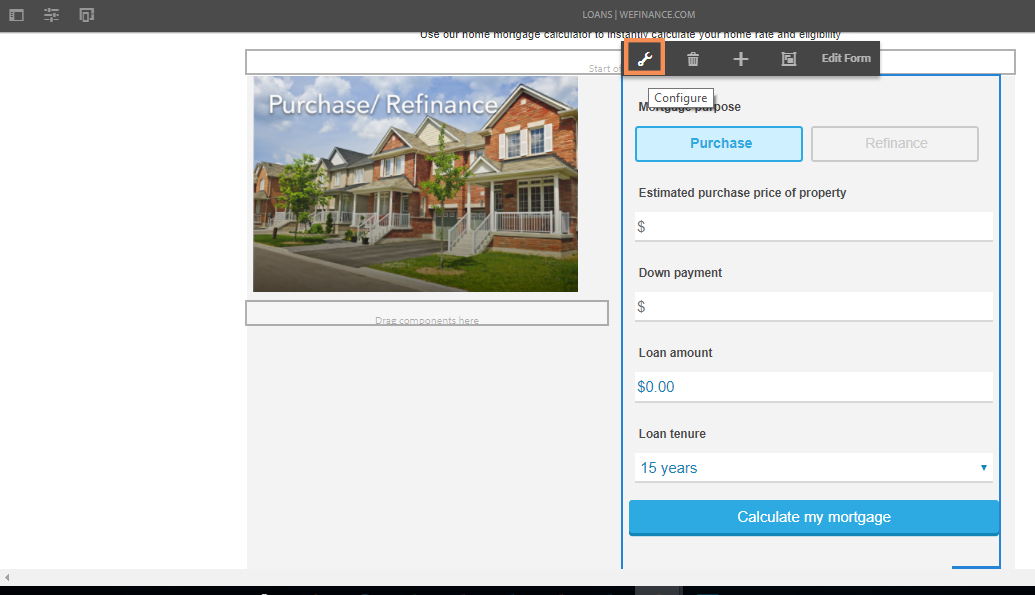 LOANS | WEFINANCE.COM
Use our home mortgage calculator to instantly calculate your home rate and eligibility
Edit Form
Start of
Configure
Purchase/ Refinance
Mortgage purpose
Purchase
Refinance
Estimated purchase price of property
$
Down payment
$
Drag components here
Loan amount
$0.00
Loan tenure
15 years
Calculate my mortgage